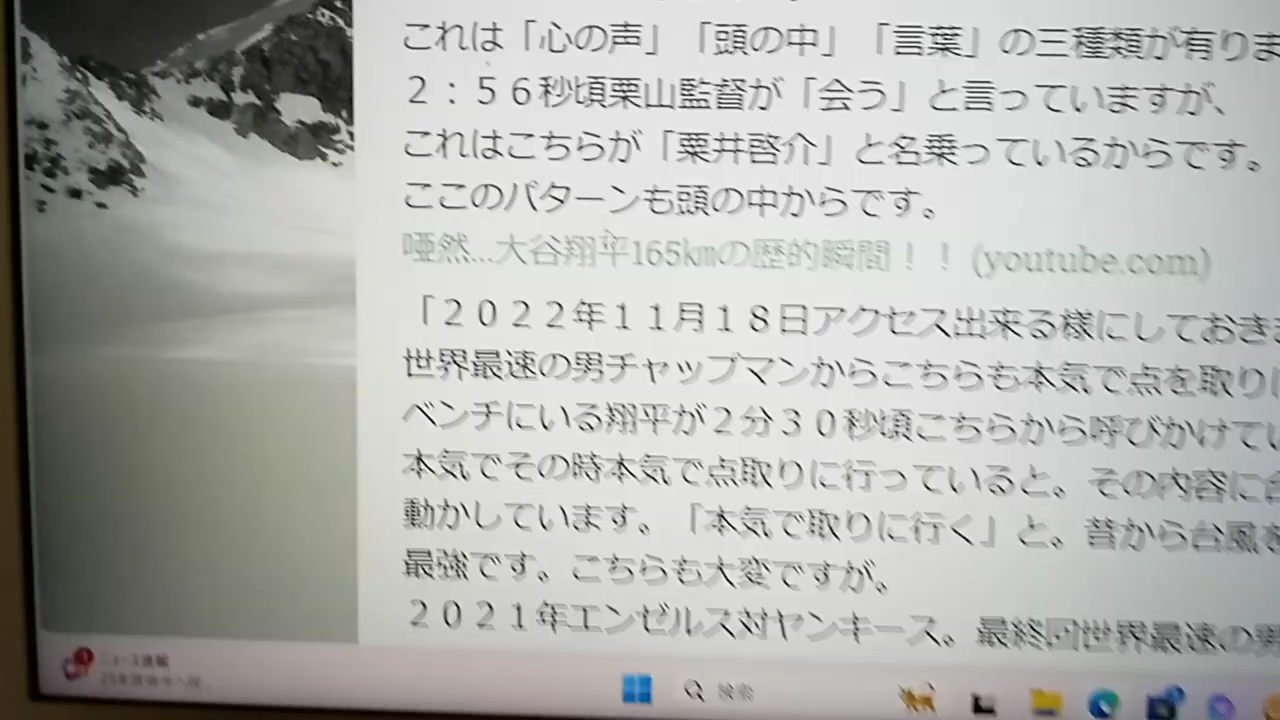 これは「心の声」「頭の中」「言葉」の三種類が有りま
２：５６秒頃栗山監督が「会う」と言っていますが、
これはこちらが「粟井啓介」と名乗っているからです。
ここのパターンも頭の中からです。
唖然...大谷翔平165㎞の歴的瞬間！！ (youtube.com)
「２０２２年１１月１８日アクセス出来る様にしておき
世界最速の男チャップマンからこちらも本気で点を取り
ベンチにいる翔平が２分３０秒頃こちらから呼びかけてい
本気でその時本気で点取りに行っていると。その内容に
動かしています。「本気で取りに行く」と。昔から台風を
最強です。こちらも大変ですが。
２０２１年エンゼルス対ヤンキース。最終回世界最速の男
ニュース速報
検索